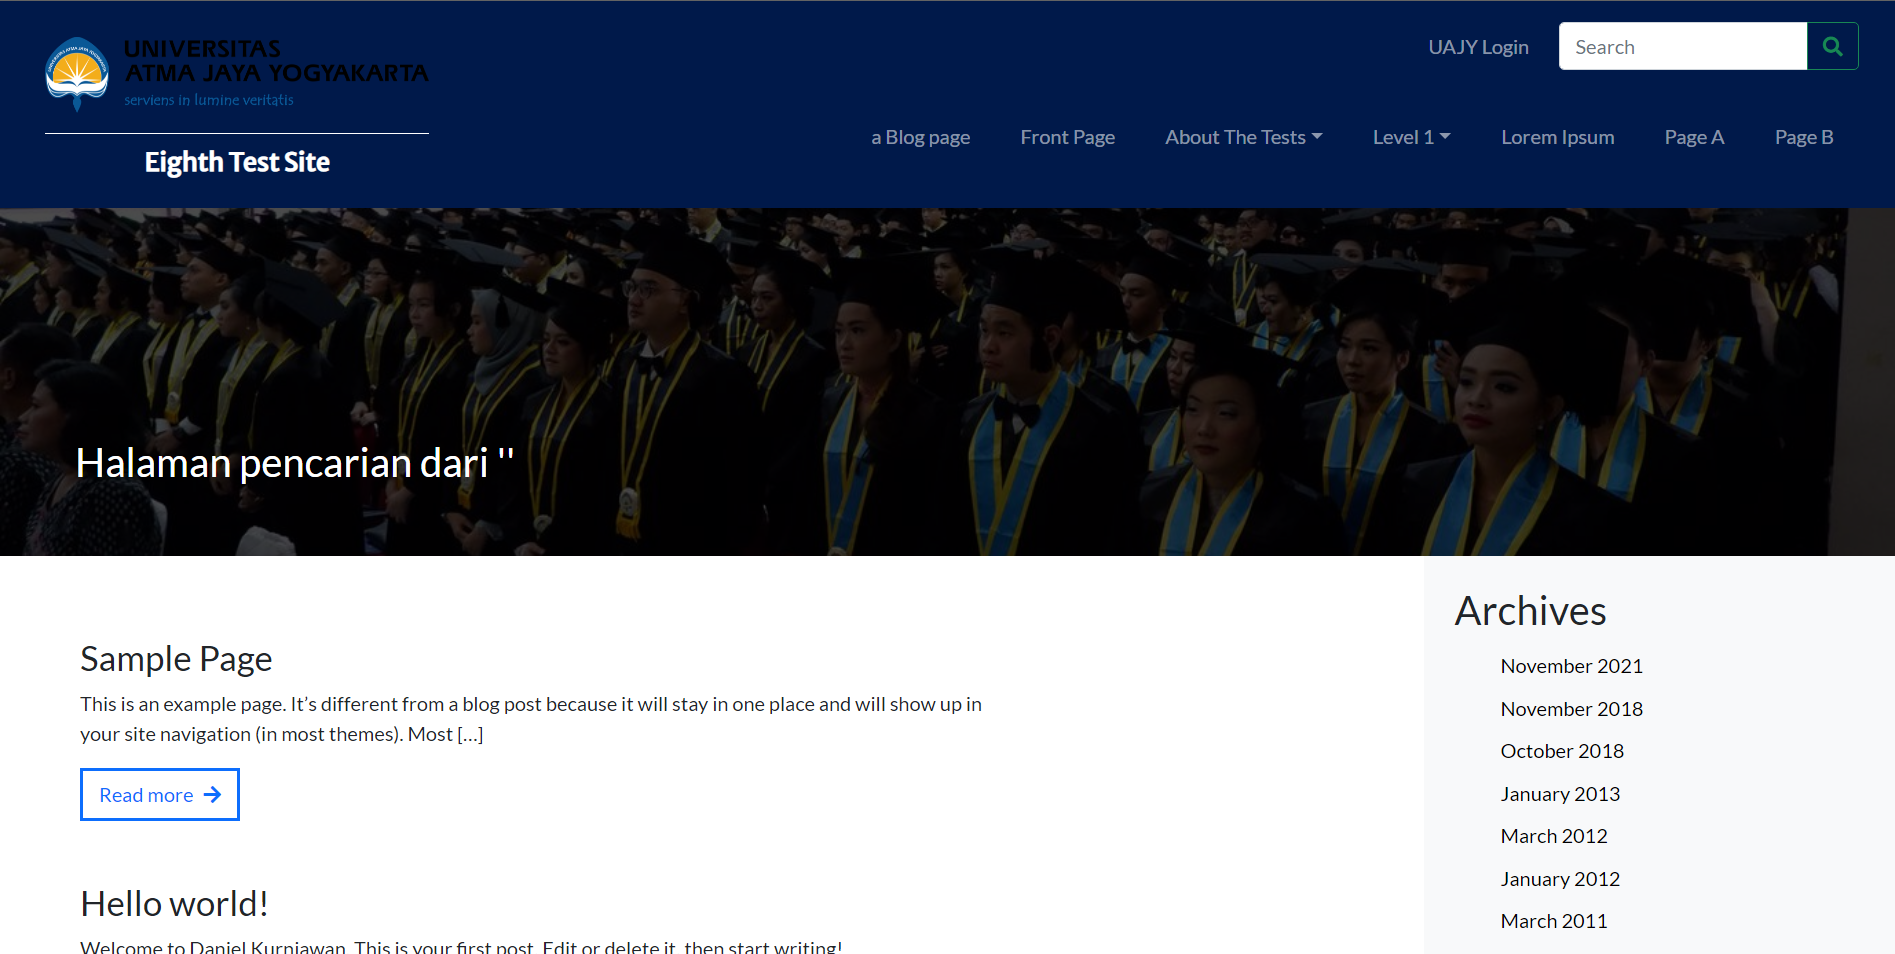 UNIVERSITAS
ATMA JAYA YOGYAKARTA
serviens in lumine veritatis
Eighth Test Site
UAJY Login
Search
a Blog page
Front Page
About The Tests
Level 1
Lorem Ipsum
Page A
Page B
Halaman pencarian dari ''
Sample Page
This is an example page. It’s different from a blog post because it will stay in one place and will show up in
your site navigation (in most themes). Most […]
Read more
Hello world!
Welcome to Daniel Kurniawan. This is your first post. Edit or delete it, then start writing!
Archives
November 2021
November 2018
October 2018
January 2013
March 2012
January 2012
March 2011